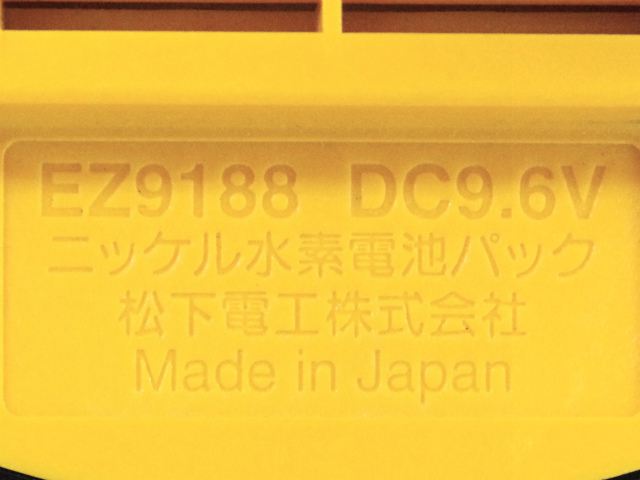 EZ9188 DC9.6V
ニッケル水素電池パック
松下電工株式会社
Made in Japan